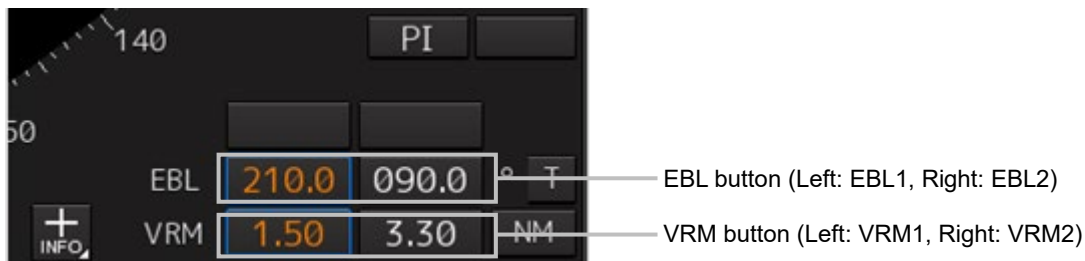 140
PI
50
EBL 210.0 090.0 ° T
EBL button (Left: EBL1, Right: EBL2)
+
INFO
VRM 1.50 3.30 NM
VRM button (Left: VRM1, Right: VRM2)